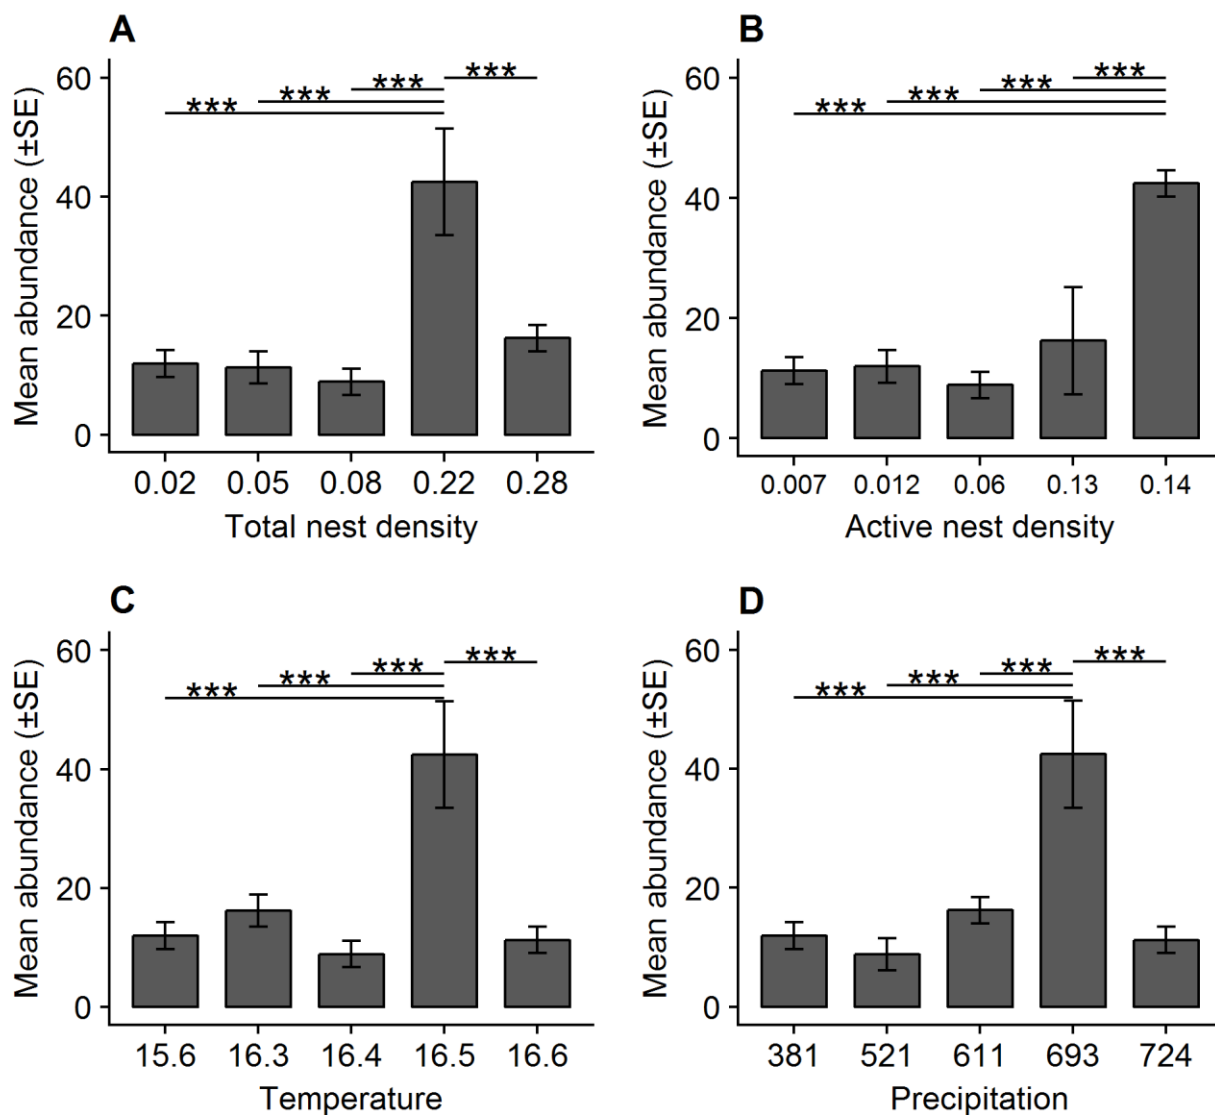 A
Mean abundance (±SE)
60
40
20
0
*** *** *** ***
0.02 0.05 0.08 0.22 0.28
Total nest density
B
Mean abundance (±SE)
60
40
20
0
*** *** *** ***
0.007 0.012 0.06 0.13 0.14
Active nest density
C
Mean abundance (±SE)
60
40
20
0
*** *** *** ***
15.6 16.3 16.4 16.5 16.6
Temperature
D
Mean abundance (±SE)
60
40
20
0
*** *** *** ***
381 521 611 693 724
Precipitation